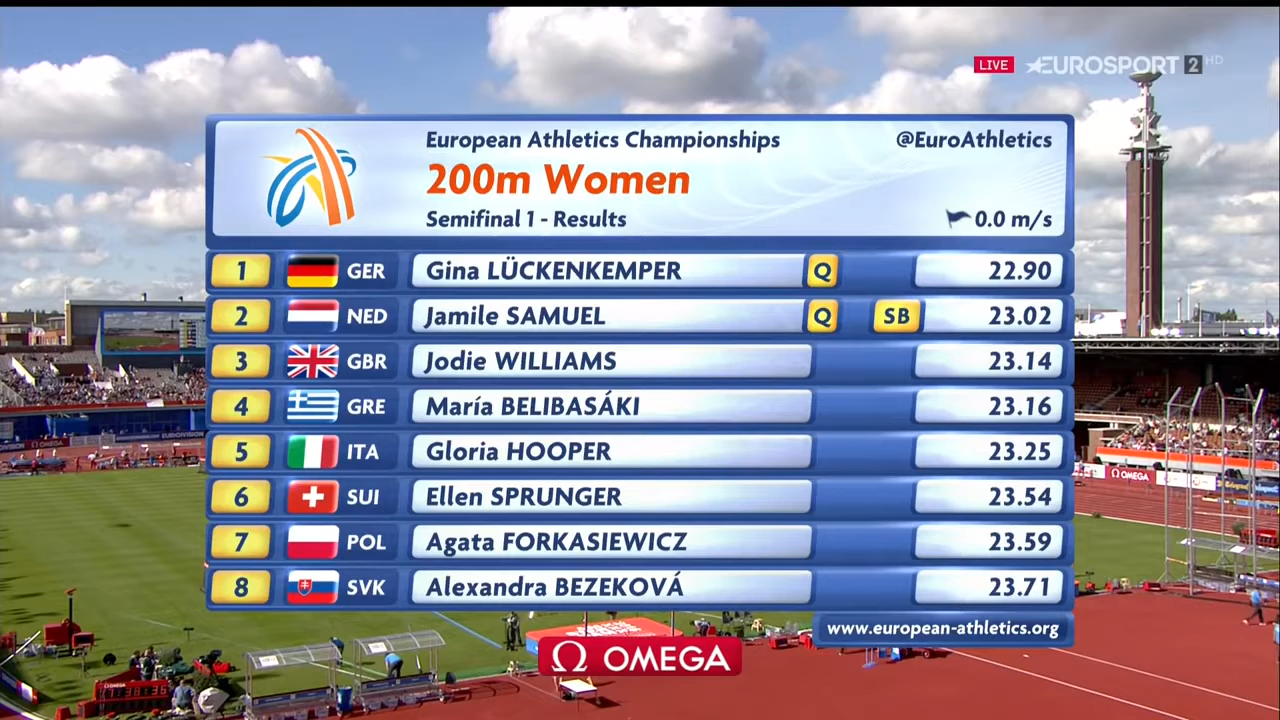 LIVE EUROSPORT 2 HD
European Athletics Championships @EuroAthletics
200m Women
Semifinal 1 - Results 0.0 m/s
1 GER Gina LÜCKENKEMPER Q 22.90
2 NED Jamile SAMUEL Q SB 23.02
3 GBR Jodie WILLIAMS 23.14
4 GRE María BELIBASÁKI 23.16
5 ITA Gloria HOOPER 23.25
6 SUI Ellen SPRUNGER 23.54
7 POL Agata FORKASIEWICZ 23.59
8 SVK Alexandra BEZEKOVÁ 23.71
www.european-athletics.org
Ω OMEGA
OMEGA
OMEGA
EUROVISION